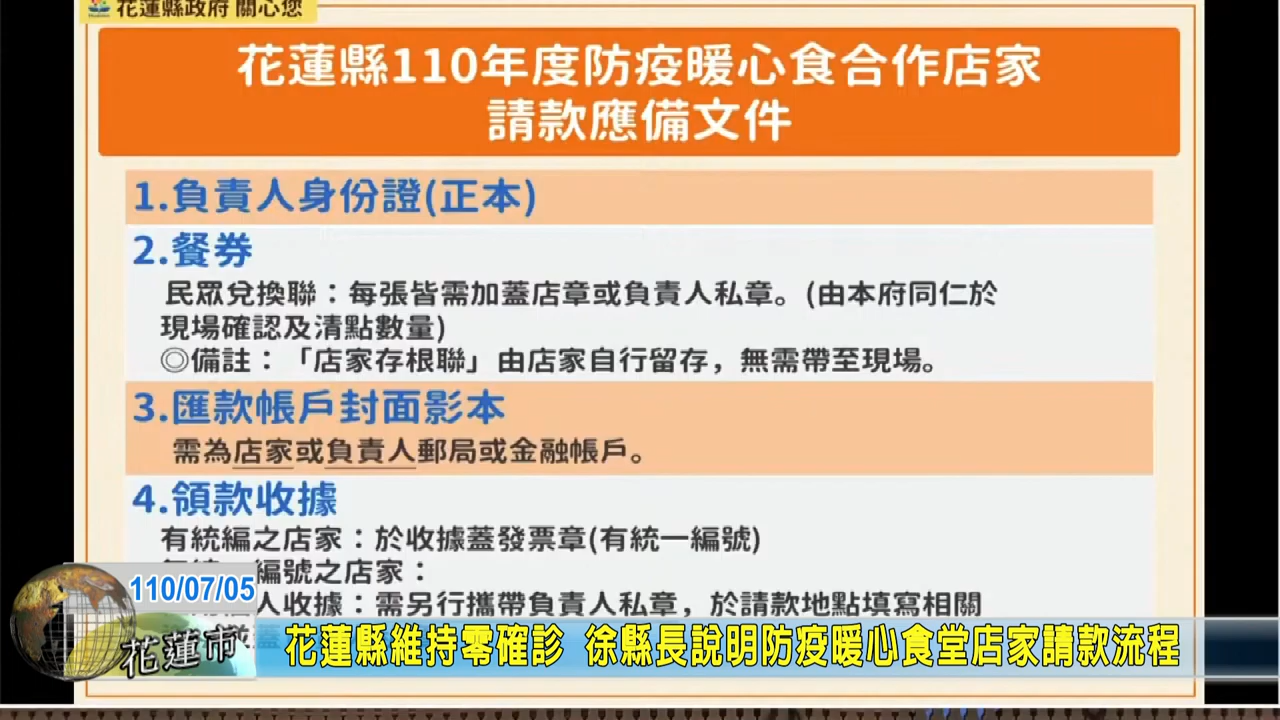 花蓮縣政府 關心您
花蓮縣110年度防疫暖心食合作店家
請款應備文件
1.負責人身份證(正本)
2.餐券
民眾兌換聯：每張皆需加蓋店章或負責人私章。(由本府同仁於
現場確認及清點數量)
◎備註：「店家存根聯」由店家自行留存，無需帶至現場。
3.匯款帳戶封面影本
需為店家或負責人郵局或金融帳戶。
4.領款收據
有統編之店家：於收據蓋發票章(有統一編號)
編號之店家：
人收據：需另行攜帶負責人私章，於請款地點填寫相關
110/07/05
花蓮市
花蓮縣維持零確診 徐縣長說明防疫暖心食堂店家請款流程